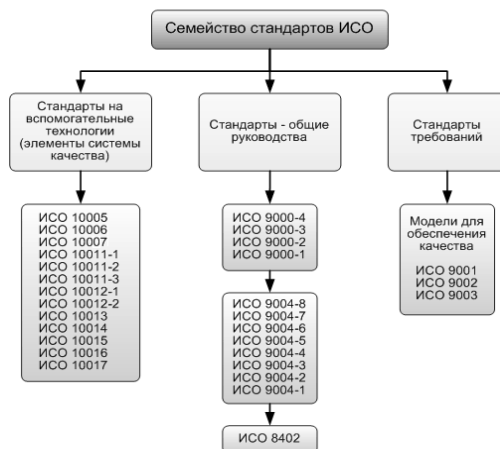 Семейство стандартов ИСО
Стандарты на
вспомогательные
технологии
(элементы системы
качества)
Стандарты - общие
руководства
Стандарты
требований
ИСО 10005
ИСО 10006
ИСО 10007
ИСО 10011-1
ИСО 10011-2
ИСО 10011-3
ИСО 10012-1
ИСО 10012-2
ИСО 10013
ИСО 10014
ИСО 10015
ИСО 10016
ИСО 10017
ИСО 9000-4
ИСО 9000-3
ИСО 9000-2
ИСО 9000-1
ИСО 9004-8
ИСО 9004-7
ИСО 9004-6
ИСО 9004-5
ИСО 9004-4
ИСО 9004-3
ИСО 9004-2
ИСО 9004-1
ИСО 8402
Модели для
обеспечения
качества
ИСО 9001
ИСО 9002
ИСО 9003